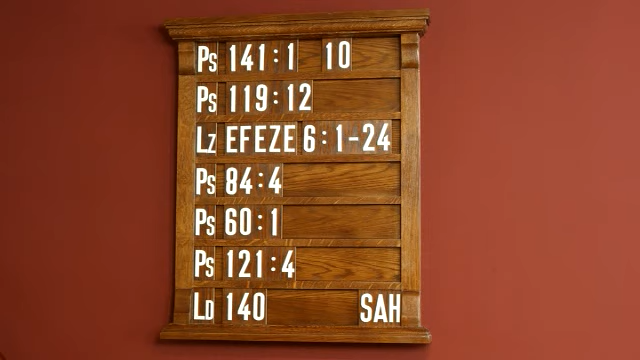 Ps 141:1 10
Ps 119:12
Lz EFEZE 6:1-24
Ps 84:4
Ps 60:1
Ps 121:4
LD 140 SAH